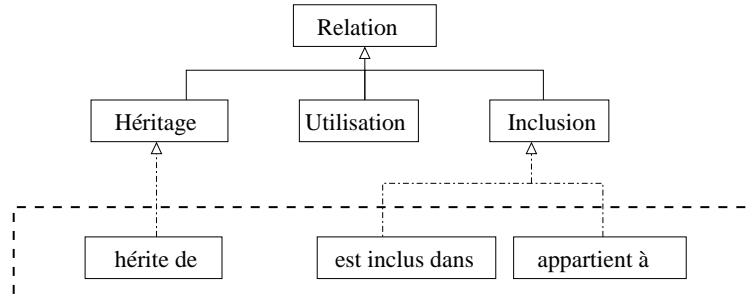 Relation
Héritage
Utilisation
Inclusion
hérite de
est inclus dans
appartient à